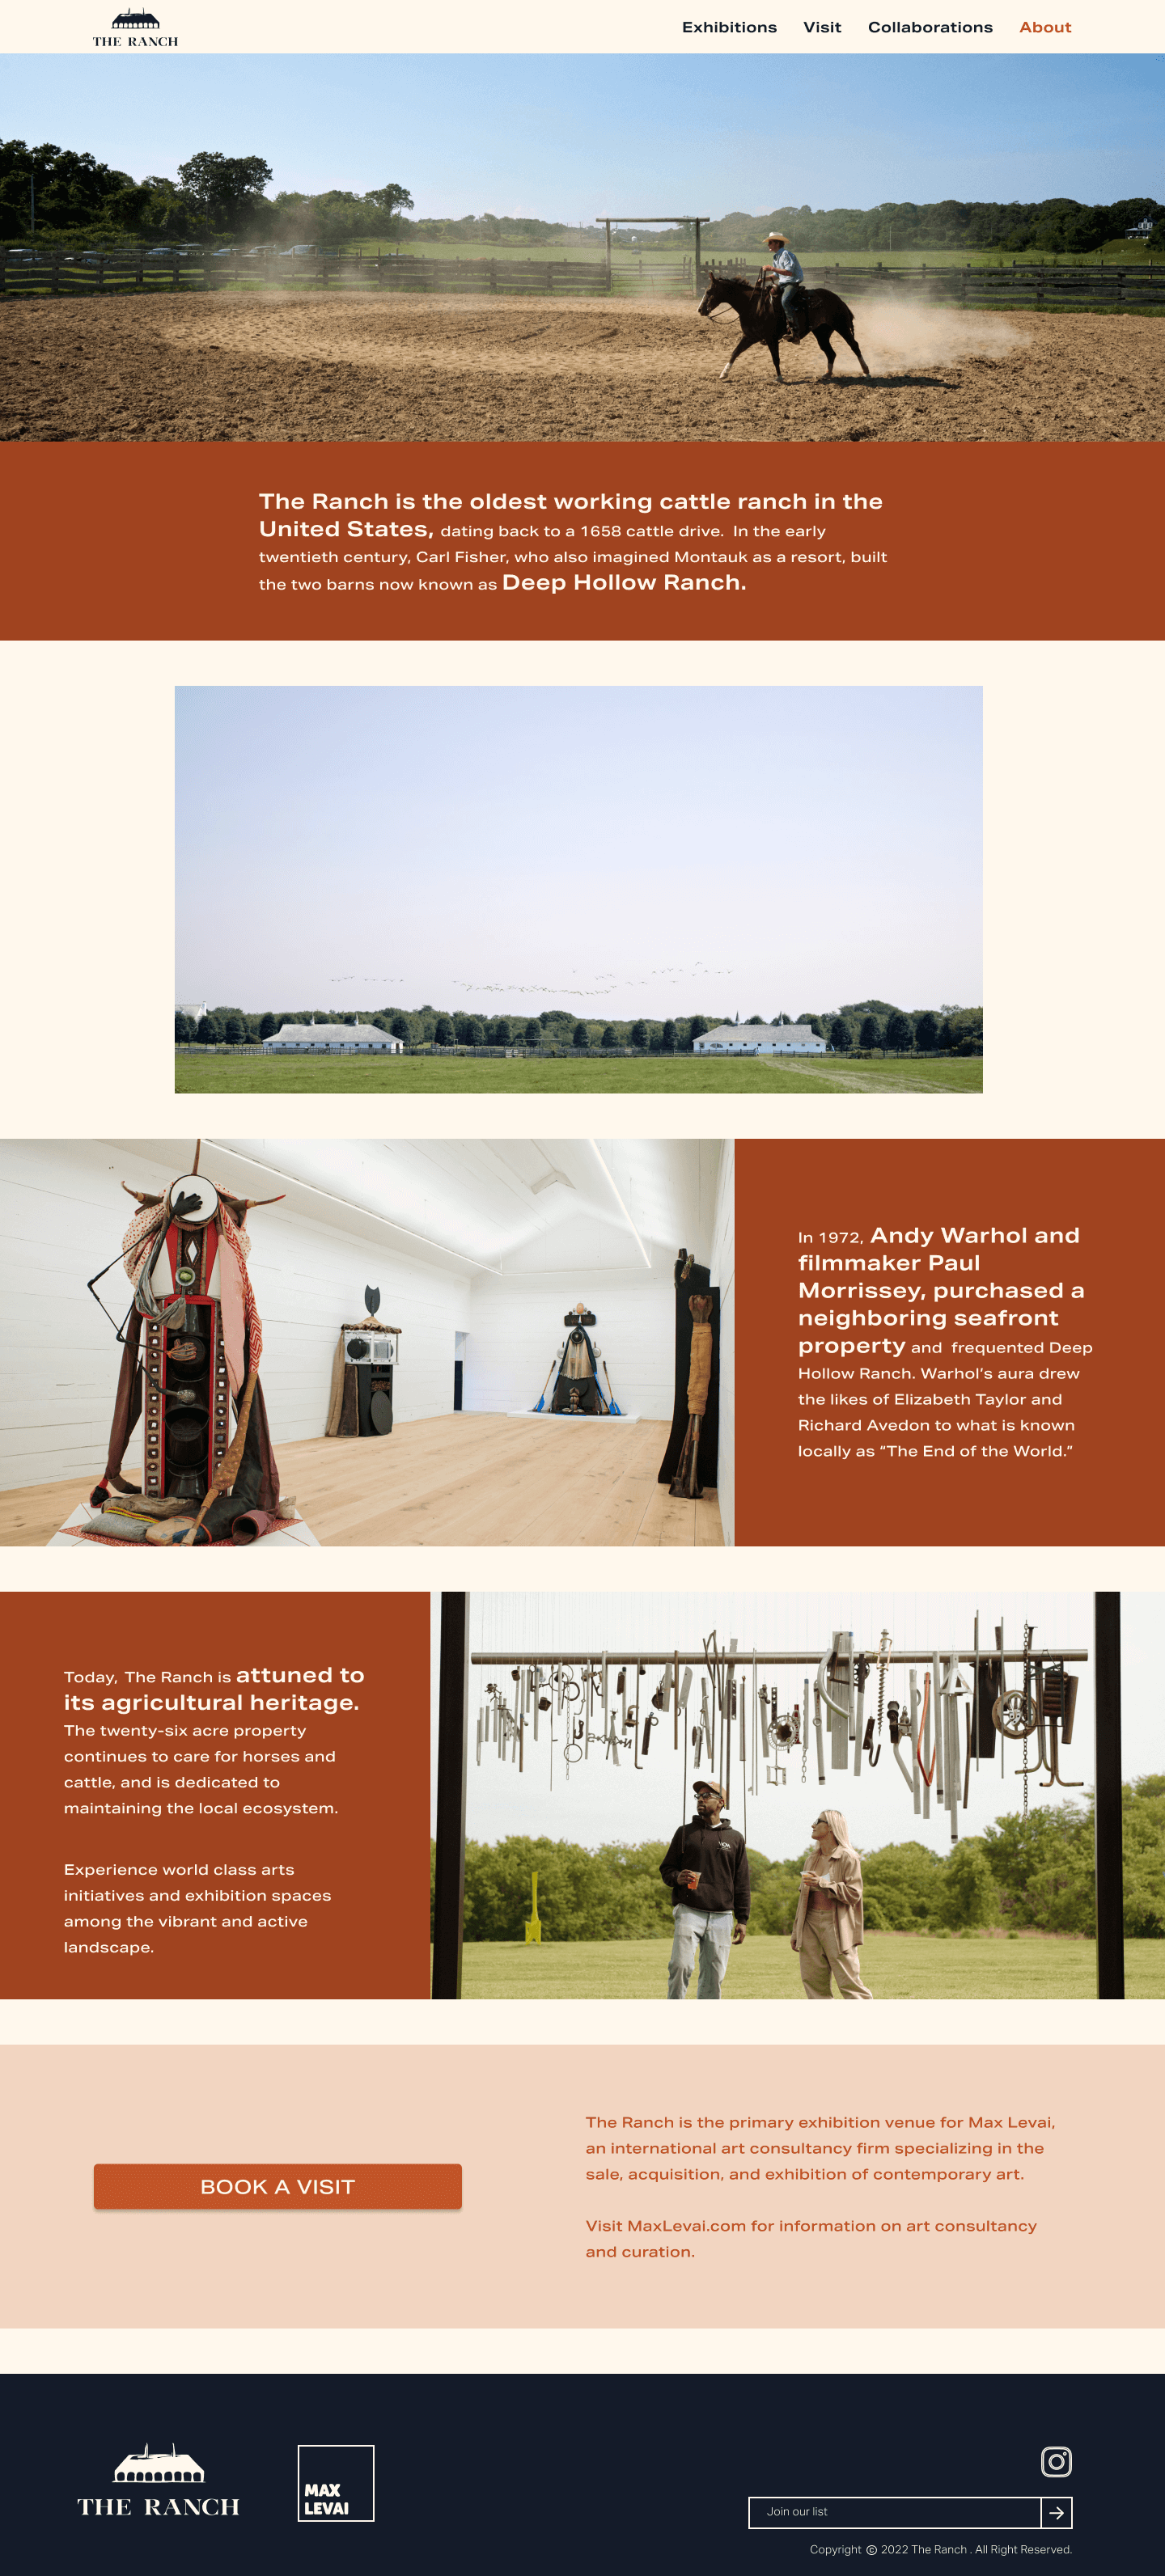 THE RANCH
Exhibitions Visit Collaborations About
The Ranch is the oldest working cattle ranch in the
United States, dating back to a 1658 cattle drive. In the early
twentieth century, Carl Fisher, who also imagined Montauk as a resort, built
the two barns now known as Deep Hollow Ranch.
In 1972, Andy Warhol and
filmmaker Paul
Morrissey, purchased a
neighboring seafront
property and frequented Deep
Hollow Ranch. Warhol's aura drew
the likes of Elizabeth Taylor and
Richard Avedon to what is known
locally as “The End of the World.”
Today, The Ranch is attuned to
its agricultural heritage.
The twenty-six acre property
continues to care for horses and
cattle, and is dedicated to
maintaining the local ecosystem.
Experience world class arts
initiatives and exhibition spaces
among the vibrant and active
landscape.
BOOK A VISIT
The Ranch is the primary exhibition venue for Max Levai,
an international art consultancy firm specializing in the
sale, acquisition, and exhibition of contemporary art.
Visit MaxLevai.com for information on art consultancy
and curation.
THE RANCH
MAX
LEVAI
Join our list
Copyright © 2022 The Ranch . All Right Reserved.